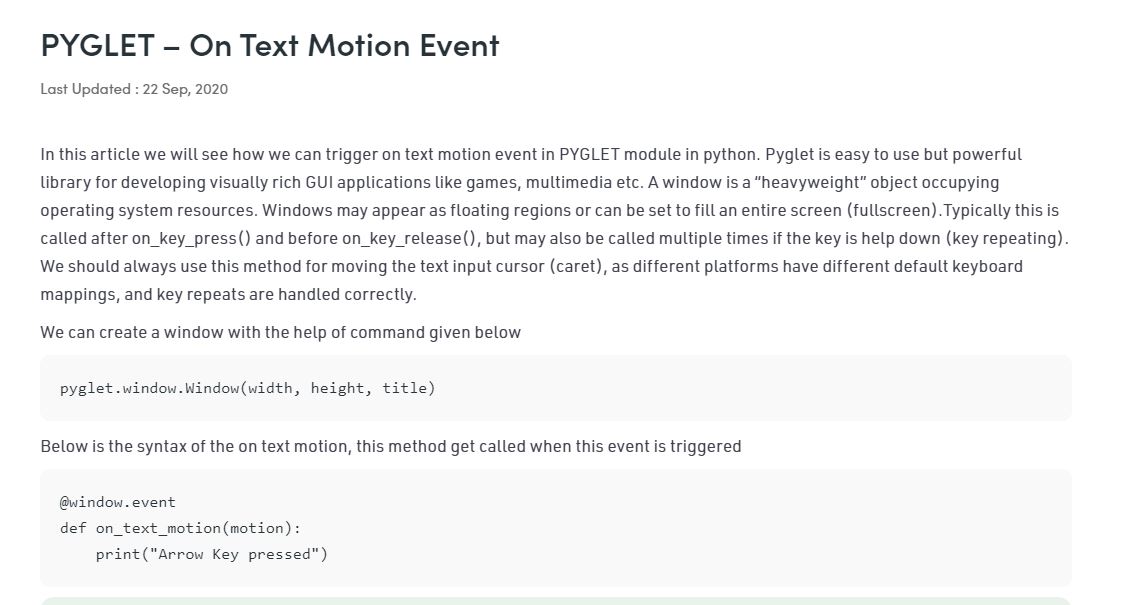 PYGLET – On Text Motion Event
Last Updated : 22 Sep, 2020
In this article we will see how we can trigger on text motion event in PYGLET module in python. Pyglet is easy to use but powerful
library for developing visually rich GUI applications like games, multimedia etc. A window is a “heavyweight” object occupying
operating system resources. Windows may appear as floating regions or can be set to fill an entire screen (fullscreen).Typically this is
called after on_key_press() and before on_key_release(), but may also be called multiple times if the key is help down (key repeating).
We should always use this method for moving the text input cursor (caret), as different platforms have different default keyboard
mappings, and key repeats are handled correctly.
We can create a window with the help of command given below
pyglet.window.Window(width, height, title)
Below is the syntax of the on text motion, this method get called when this event is triggered
@window.event
def on_text_motion(motion):
    print("Arrow Key pressed")